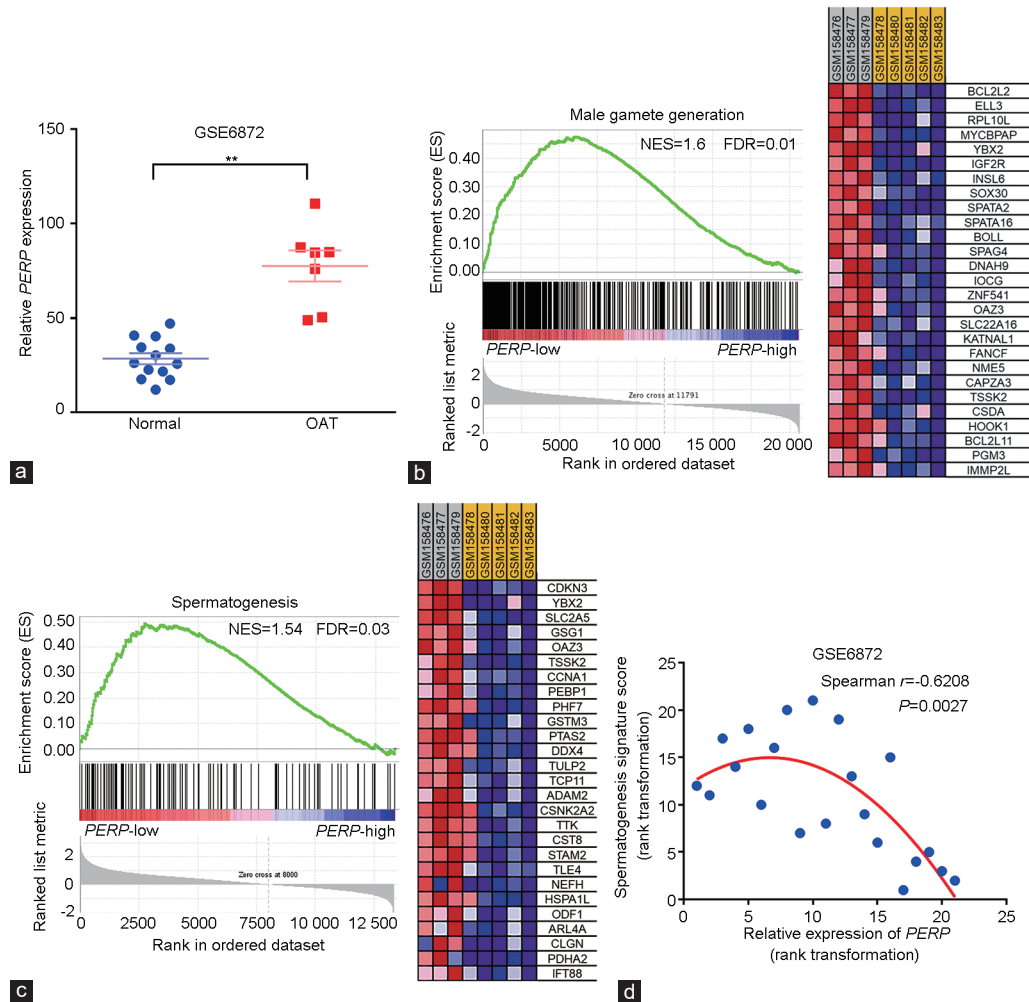 GSE6872
**
Relative PERP expression
150
100
50
0
Normal
OAT
a
Male gamete generation
NES=1.6 FDR=0.01
Enrichment score (ES)
0.40
0.30
0.20
0.10
0.00
PERP-low
PERP-high
Ranked list metric
2
0
-2
Zero cross at 11791
0
5000
10 000
15 000
20 000
Rank in ordered dataset
b
GSM158476
GSM158477
GSM158479
GSM158478
GSM158480
GSM158481
GSM158482
GSM158483
BCL2L2
ELL3
RPL10L
MYCBPAP
YBX2
IGF2R
INSL6
SOX30
SPATA2
SPATA16
BOLL
SPAG4
DNAH9
IOCG
ZNF541
OAZ3
SLC22A16
KATNAL1
FANCF
NME5
CAPZA3
TSSK2
CSDA
HOOK1
BCL2L11
PGM3
IMMP2L
Spermatogenesis
NES=1.54 FDR=0.03
Enrichment score (ES)
0.50
0.40
0.30
0.20
0.10
0.00
PERP-low
PERP-high
Ranked list metric
2
0
-2
Zero cross at 8000
0
2500
5000
7500
10 000
12 500
Rank in ordered dataset
c
GSM158476
GSM158477
GSM158479
GSM158478
GSM158480
GSM158481
GSM158482
GSM158483
CDKN3
YBX2
SLC2A5
GSG1
OAZ3
TSSK2
CCNA1
PEBP1
PHF7
GSTM3
PTAS2
DDX4
TULP2
TCP11
ADAM2
CSNK2A2
TTK
CST8
STAM2
TLE4
NEFH
HSPA1L
ODF1
ARL4A
CLGN
PDHA2
IFT88
GSE6872
Spearman r=-0.6208
P=0.0027
Spermatogenesis signature score
(rank transformation)
25
20
15
10
5
0
0
5
10
15
20
25
Relative expression of PERP
(rank transformation)
d